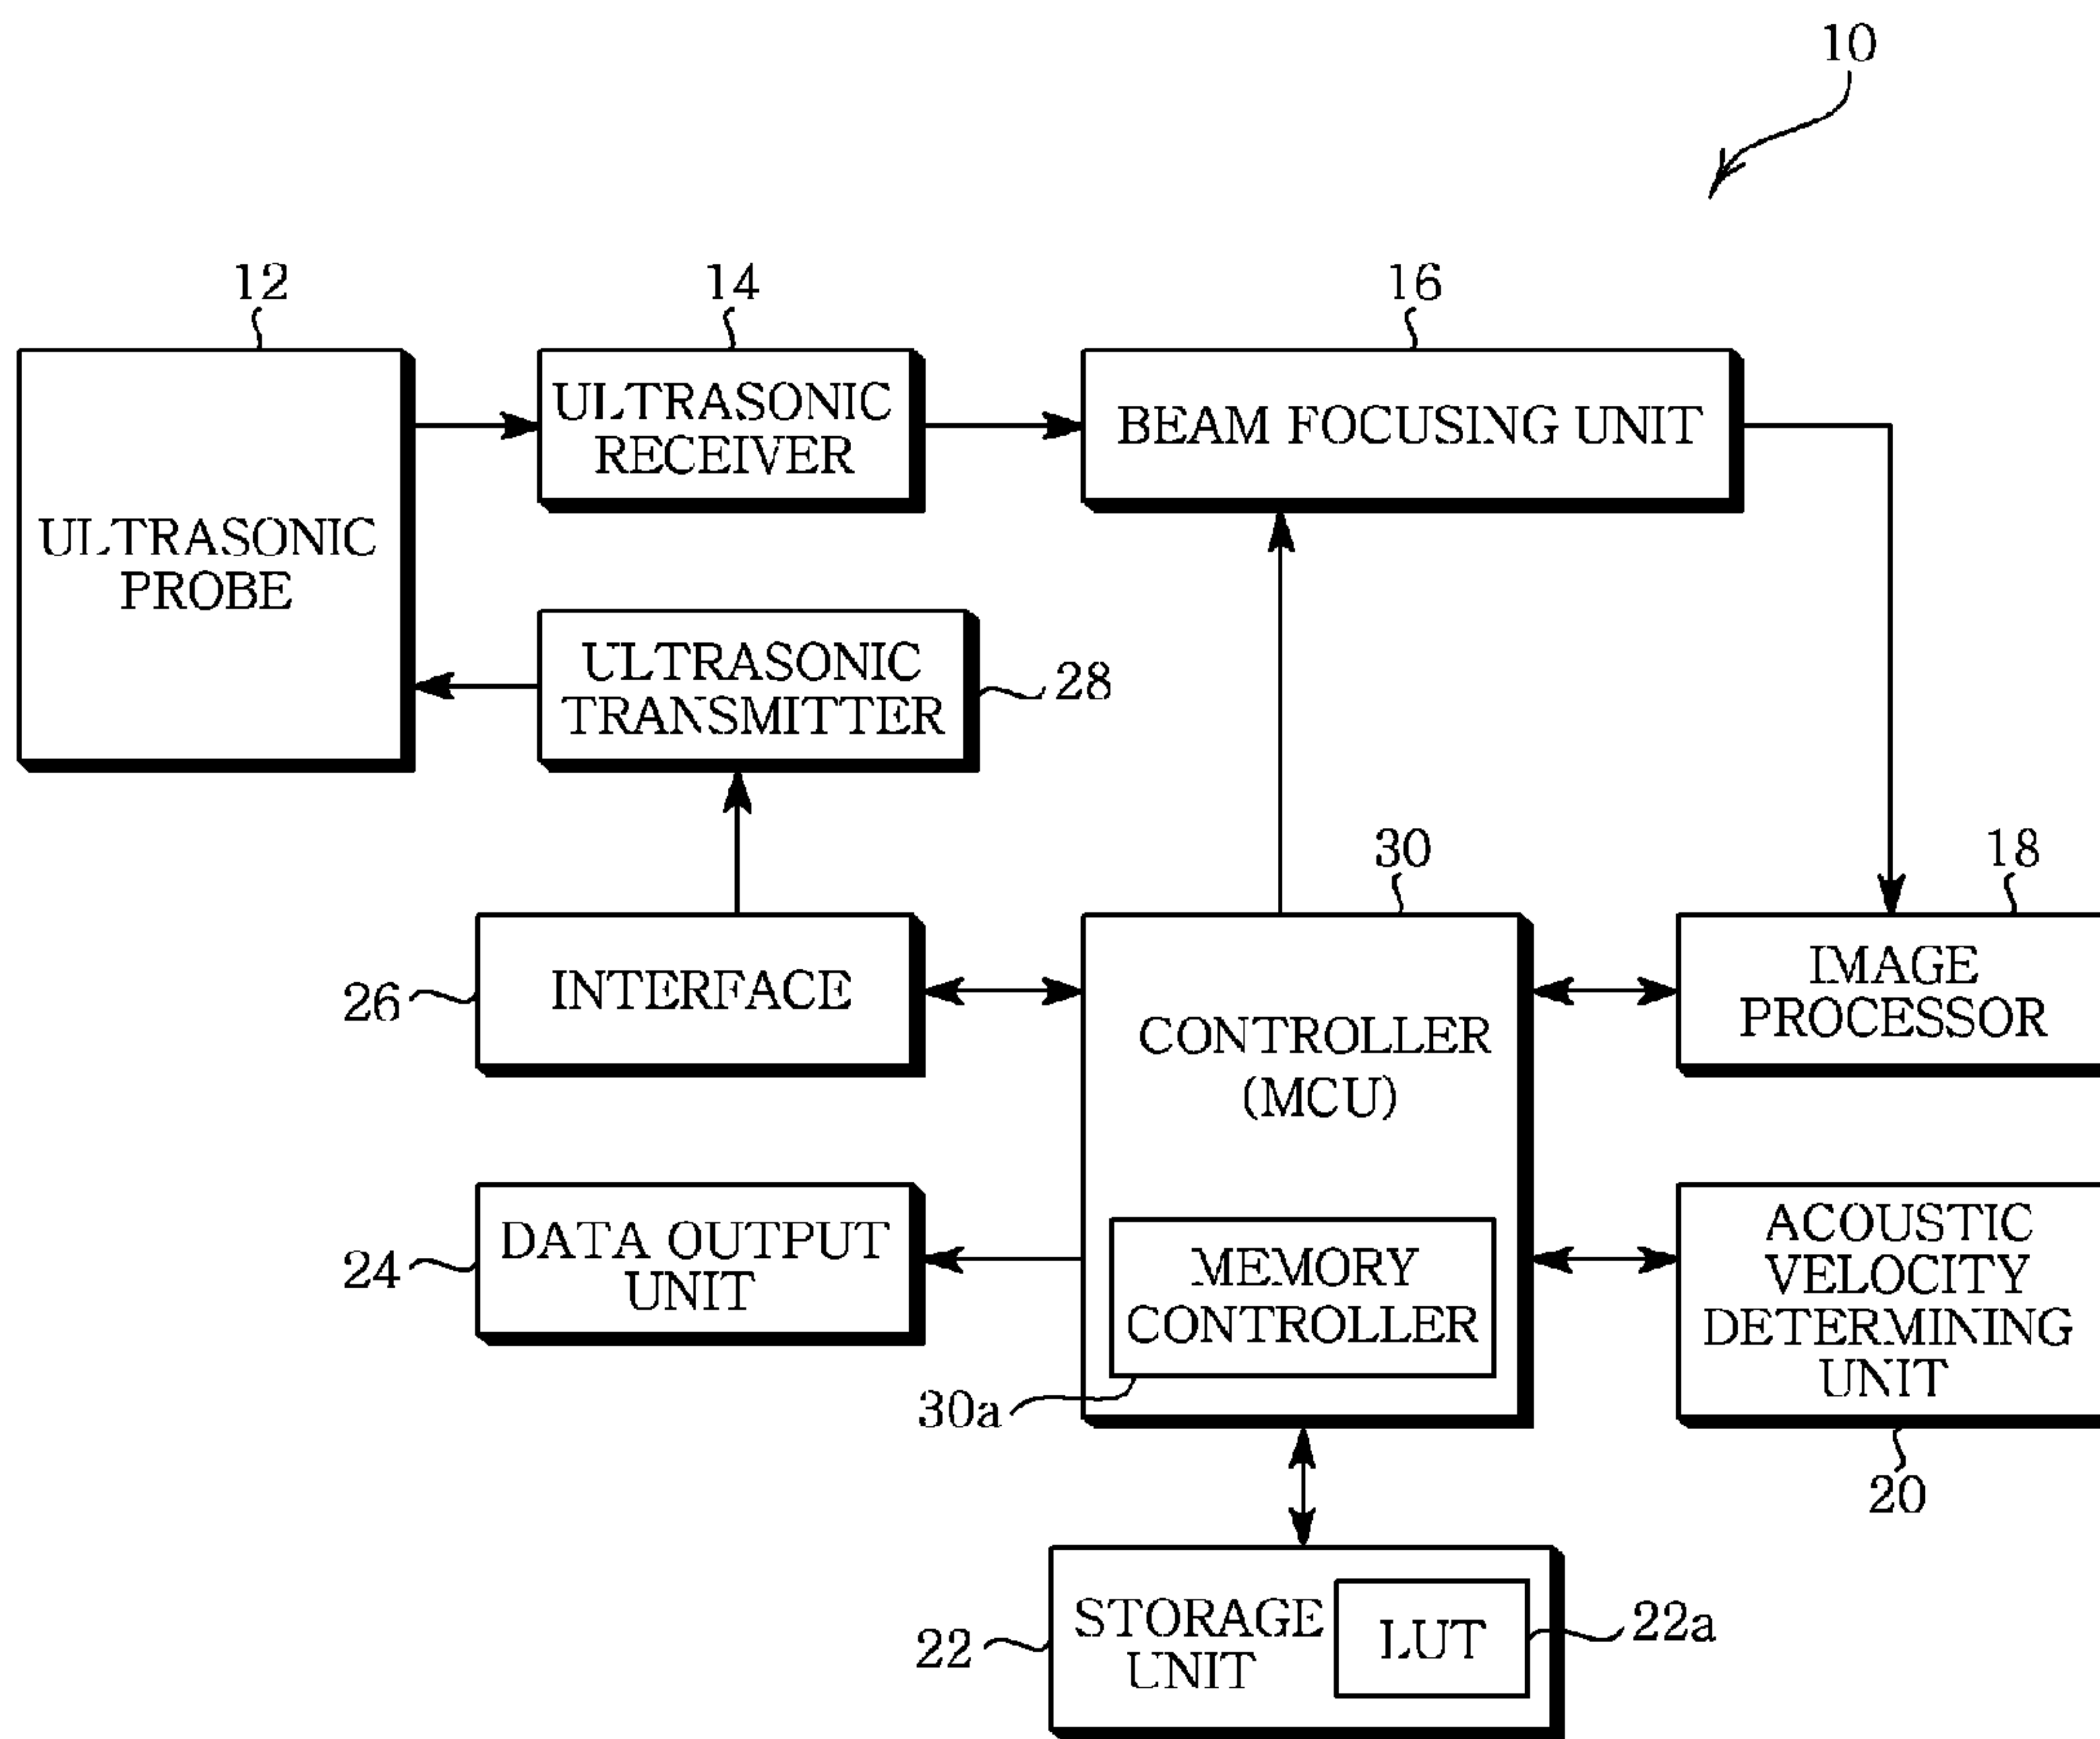 10
12
14
16
ULTRASONIC
PROBE
ULTRASONIC
RECEIVER
BEAM FOCUSING UNIT
ULTRASONIC
TRANSMITTER
28
30
18
26
INTERFACE
CONTROLLER
(MCU)
IMAGE
PROCESSOR
24
DATA OUTPUT
UNIT
MEMORY
CONTROLLER
30a
ACOUSTIC
VELOCITY
DETERMINING
UNIT
20
22
STORAGE
UNIT
LUT
22a